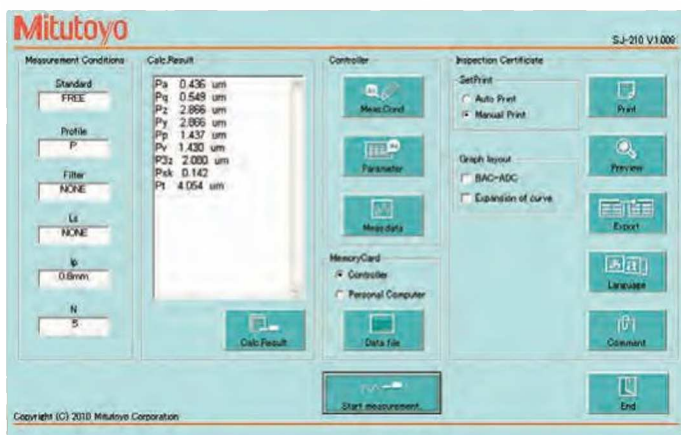 Mitutoyo
SJ-210 V1.009
Measurement Conditions
Standard
FREE
Profile
P
Filter
NONE
Ls
NONE
lp
0.8mm
N
5
Calc.Result
Pa 0.436 um
Pq 0.549 um
Pz 2.866 um
Py 2.866 um
Pp 1.437 um
Pv 1.430 um
P3z 2.000 um
Psk 0.142
Pt 4.054 um
Calc.Result
Controller
Meas.Cond
Parameter
Meas.data
MemoryCard
Controller
Personal Computer
Data file
Start measurement.
Inspection Certificate
SetPrint
Auto Print
Manual Print
Graph layout
BAC-ADC
Expansion of curve
Print
Preview
Export
Language
Comment
End
Copyright (C) 2010 Mitutoyo Corporation